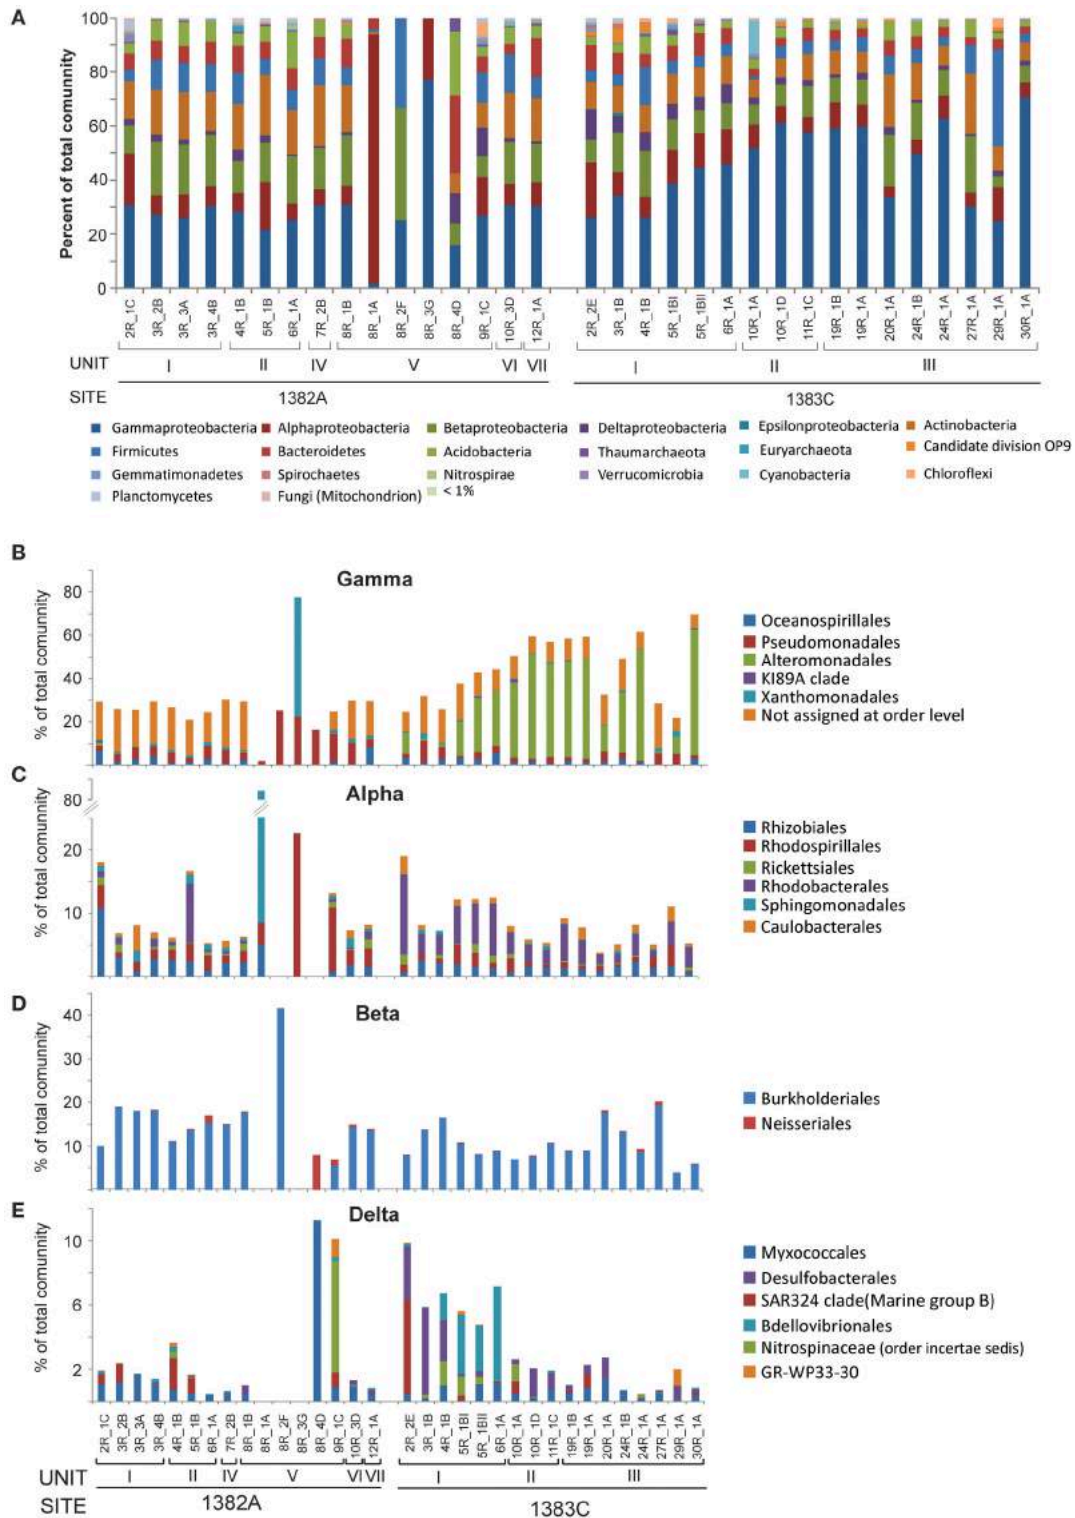 A
Percent of total comunity
100
80
60
40
20
0
2R_1C 3R_2B 3R_3A 3R_4B 4R_1B 5R_1B 6R_1A 7R_2B 8R_1B 8R_1A 8R_2F 8R_3G 8R_4D 9R_1C 10R_3D 12R_1A 2R_2E 3R_1B 4R_1B 5R_1BI 5R_1BII 6R_1A 10R_1A 10R_1D 11R_1C 19R_1B 19R_1A 20R_1A 24R_1B 24R_1A 27R_1A 29R_1A 30R_1A
UNIT I II IV V VI VII I II III
SITE 1382A 1383C
Gammaproteobacteria Alphaproteobacteria Betaproteobacteria Deltaproteobacteria Epsilonproteobacteria Actinobacteria
Firmicutes Bacteroidetes Acidobacteria Thaumarchaeota Euryarchaeota Candidate division OP9
Gemmatimonadetes Spirochaetes Nitrospirae Verrucomicrobia Cyanobacteria Chloroflexi
Planctomycetes Fungi (Mitochondrion) < 1%
B
Gamma
% of total comunnity
80
60
40
20
Oceanospirillales
Pseudomonadales
Alteromonadales
KI89A clade
Xanthomonadales
Not assigned at order level
C
Alpha
% of total comunnity
80
20
10
Rhizobiales
Rhodospirillales
Rickettsiales
Rhodobacterales
Sphingomonadales
Caulobacterales
D
Beta
% of total comunnity
40
30
20
10
Burkholderiales
Neisseriales
E
Delta
% of total comunnity
10
6
2
Myxococcales
Desulfobacterales
SAR324 clade(Marine group B)
Bdellovibrionales
Nitrospinaceae (order incertae sedis)
GR-WP33-30
2R_1C 3R_2B 3R_3A 3R_4B 4R_1B 5R_1B 6R_1A 7R_2B 8R_1B 8R_1A 8R_2F 8R_3G 8R_4D 9R_1C 10R_3D 12R_1A 2R_2E 3R_1B 4R_1B 5R_1BI 5R_1BII 6R_1A 10R_1A 10R_1D 11R_1C 19R_1B 19R_1A 20R_1A 24R_1B 24R_1A 27R_1A 29R_1A 30R_1A
UNIT I II IV V VI VII I II III
SITE 1382A 1383C